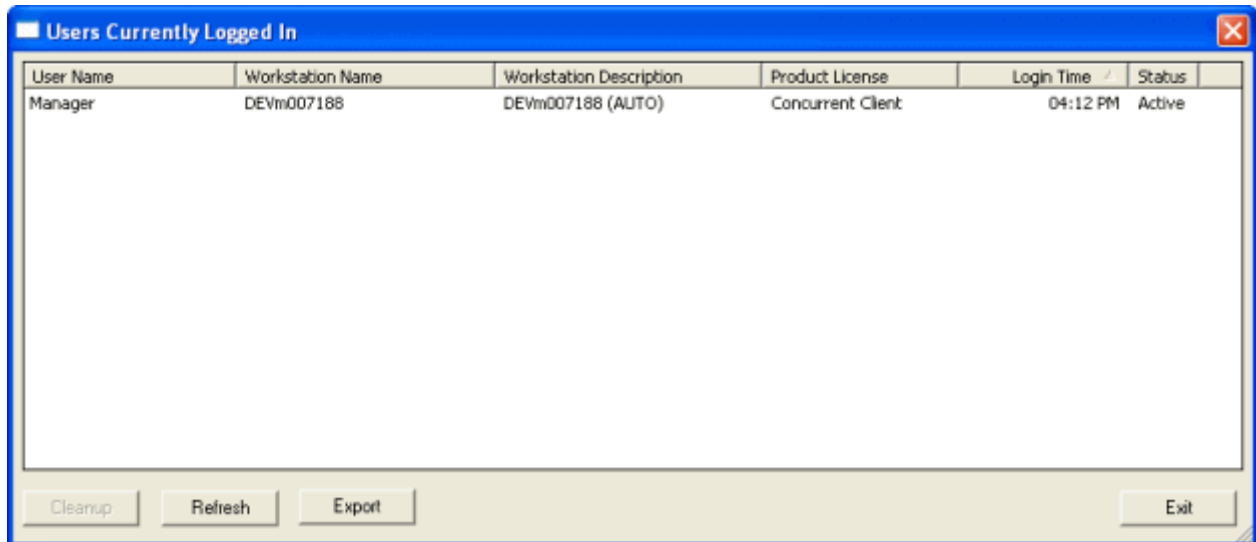 Users Currently Logged In
User Name Workstation Name Workstation Description Product License Login Time Status
Manager DEVm007188 DEVm007188 (AUTO) Concurrent Client 04:12 PM Active
Cleanup Refresh Export Exit